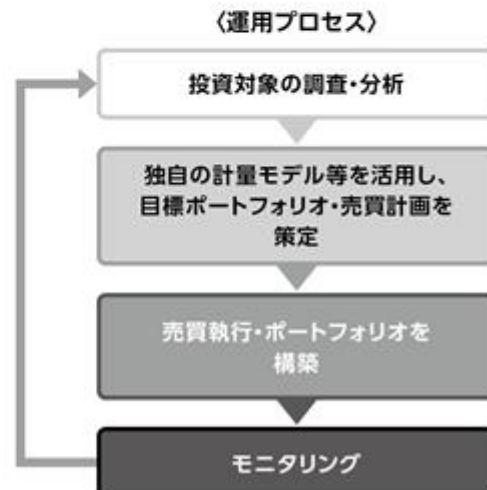 〈運用プロセス〉
投資対象の調査・分析
独自の計量モデル等を活用し、
目標ポートフォリオ・売買計画を
策定
売買執行・ポートフォリオを
構築
モニタリング